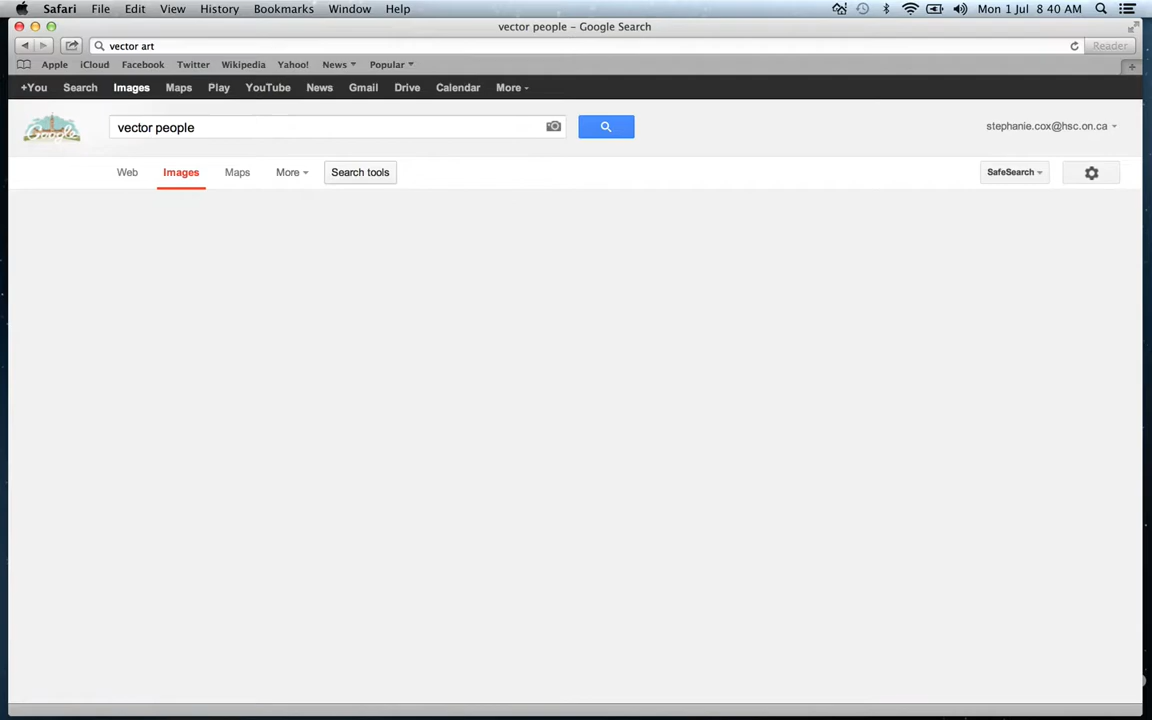 Safari File Edit View History Bookmarks Window Help Mon 1 Jul 8:40 AM
vector people – Google Search
vector art Reader
Apple iCloud Facebook Twitter Wikipedia Yahoo! News Popular
+You Search Images Maps Play YouTube News Gmail Drive Calendar More
Google vector people stephanie.cox@hsc.on.ca
Web Images Maps More Search tools SafeSearch